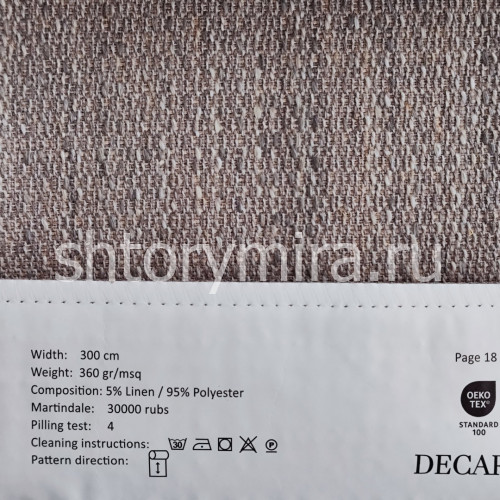 shtorymira.ru
Width: 300 cm
Weight: 360 gr/msq
Composition: 5% Linen / 95% Polyester
Martindale: 30000 rubs
Pilling test: 4
Cleaning instructions: 30
Pattern direction:
Page 18
OEKO
TEX®
STANDARD
100